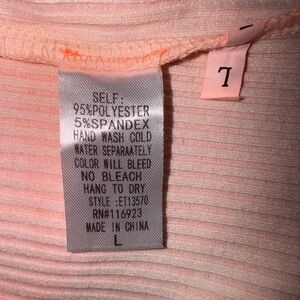 SELF:
95%POLYESTER
5%SPANDEX
HAND WASH COLD
WATER SEPARAATELY
COLOR WILL BLEED
NO BLEACH
HANG TO DRY
STYLE :ET13570
RN#116923
MADE IN CHINA
L
L